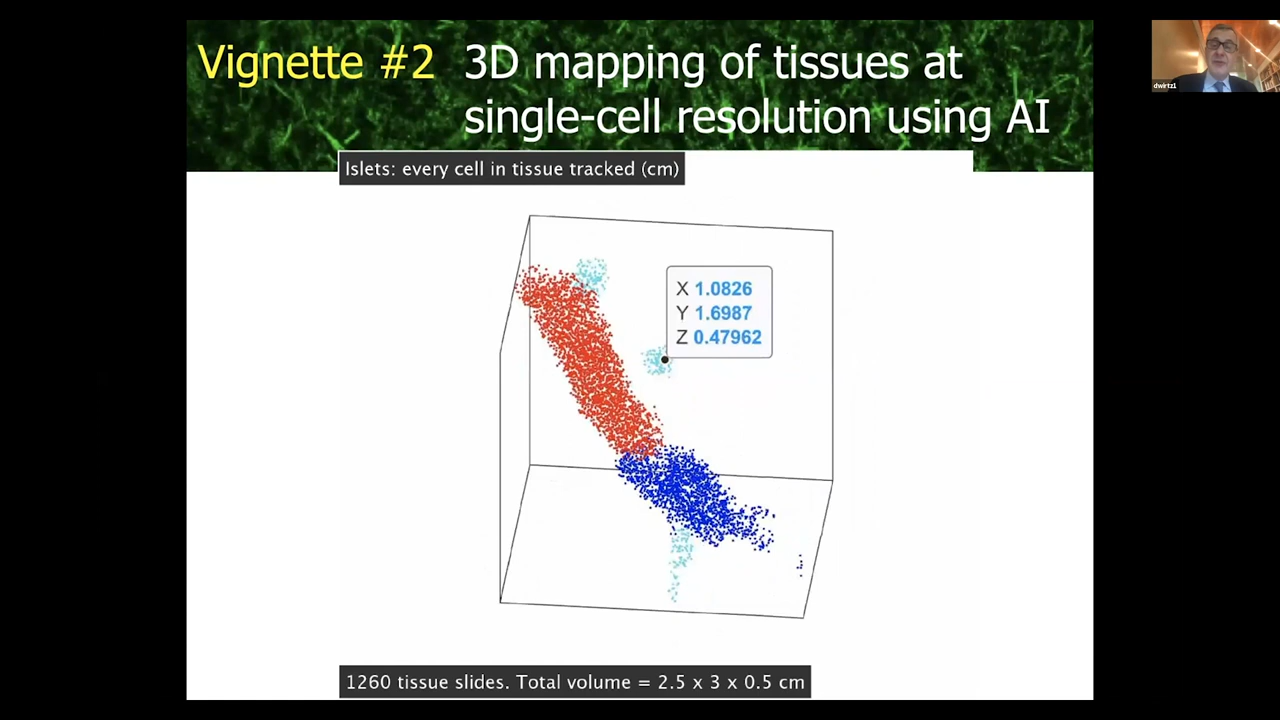 Vignette #2 3D mapping of tissues at
single-cell resolution using AI
dwirtz1
Islets: every cell in tissue tracked (cm)
X 1.0826
Y 1.6987
Z 0.47962
1260 tissue slides. Total volume = 2.5 x 3 x 0.5 cm